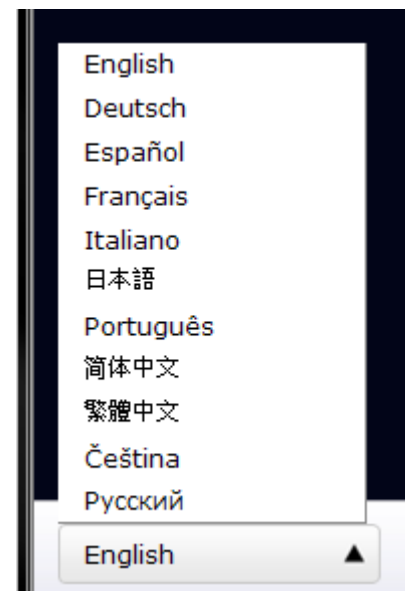 English
Deutsch
Español
Français
Italiano
日本語
Português
简体中文
繁體中文
Čeština
Русский
English